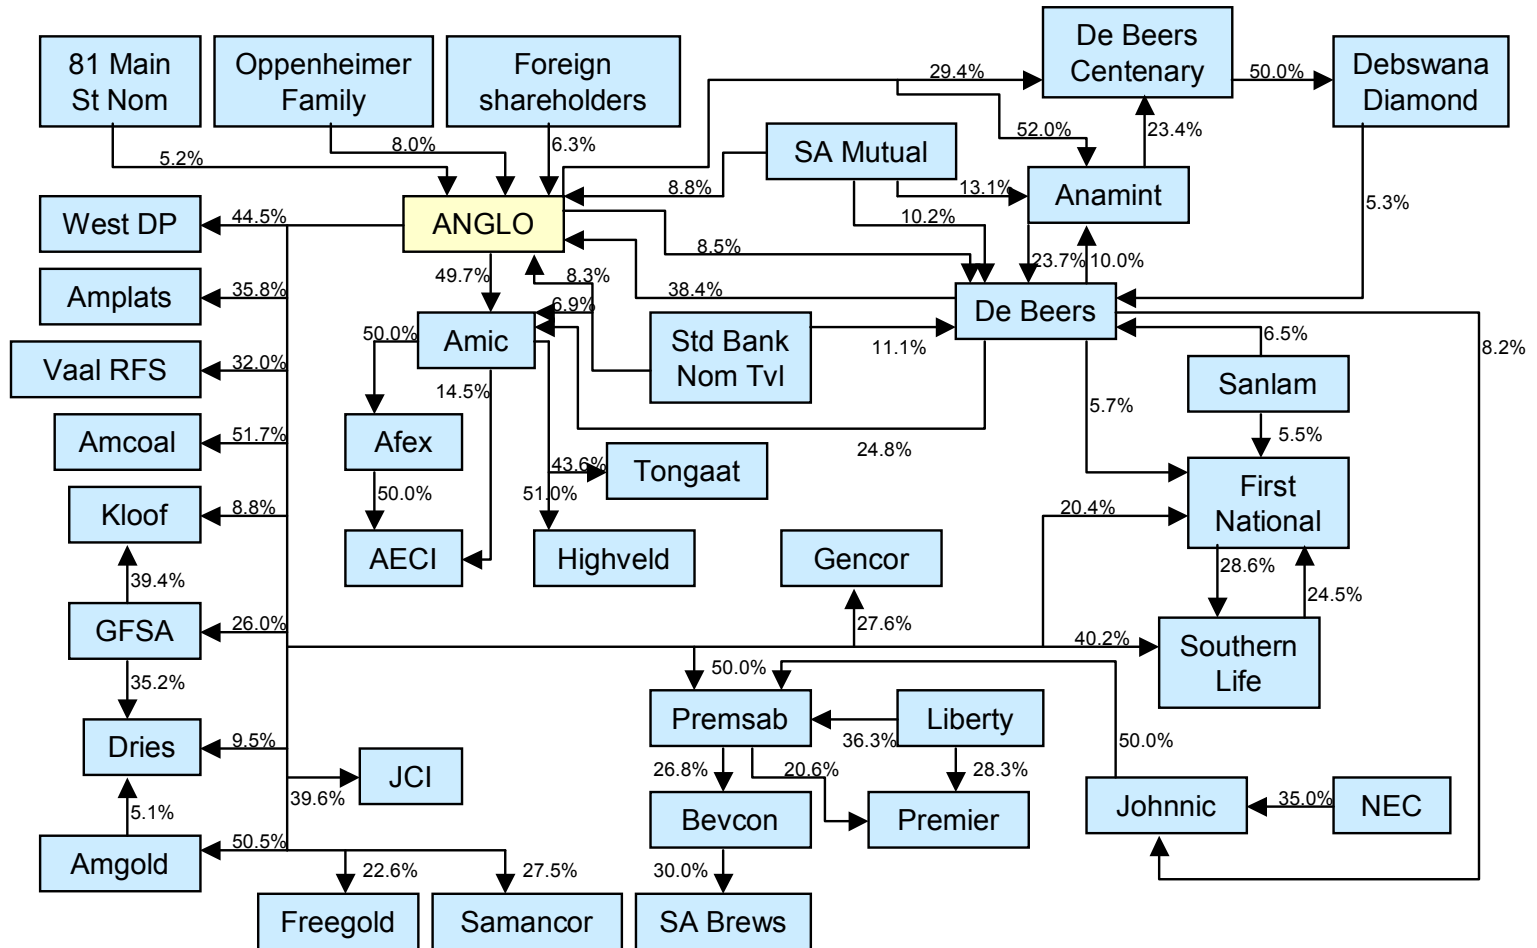 81 Main
St Nom
Oppenheimer
Family
Foreign
shareholders
De Beers
Centenary
Debswana
Diamond
29.4%
50.0%
5.2%
8.0%
6.3%
SA Mutual
52.0%
23.4%
8.8%
13.1%
Anamint
5.3%
West DP
44.5%
ANGLO
10.2%
8.5%
49.7%
8.3%
23.7%
10.0%
Amplats
35.8%
38.4%
De Beers
6.9%
50.0%
Amic
Std Bank
Nom Tvl
11.1%
6.5%
8.2%
Vaal RFS
32.0%
14.5%
Sanlam
5.7%
Amcoal
51.7%
Afex
24.8%
5.5%
Tongaat
43.6%
Kloof
8.8%
50.0%
51.0%
First
National
20.4%
39.4%
AECI
Highveld
Gencor
28.6%
24.5%
GFSA
26.0%
27.6%
40.2%
Southern
Life
35.2%
50.0%
Premsab
Liberty
36.3%
50.0%
Dries
9.5%
JCI
26.8%
20.6%
28.3%
39.6%
5.1%
Bevcon
Premier
Johnnic
35.0%
NEC
Amgold
50.5%
22.6%
27.5%
30.0%
Freegold
Samancor
SA Brews